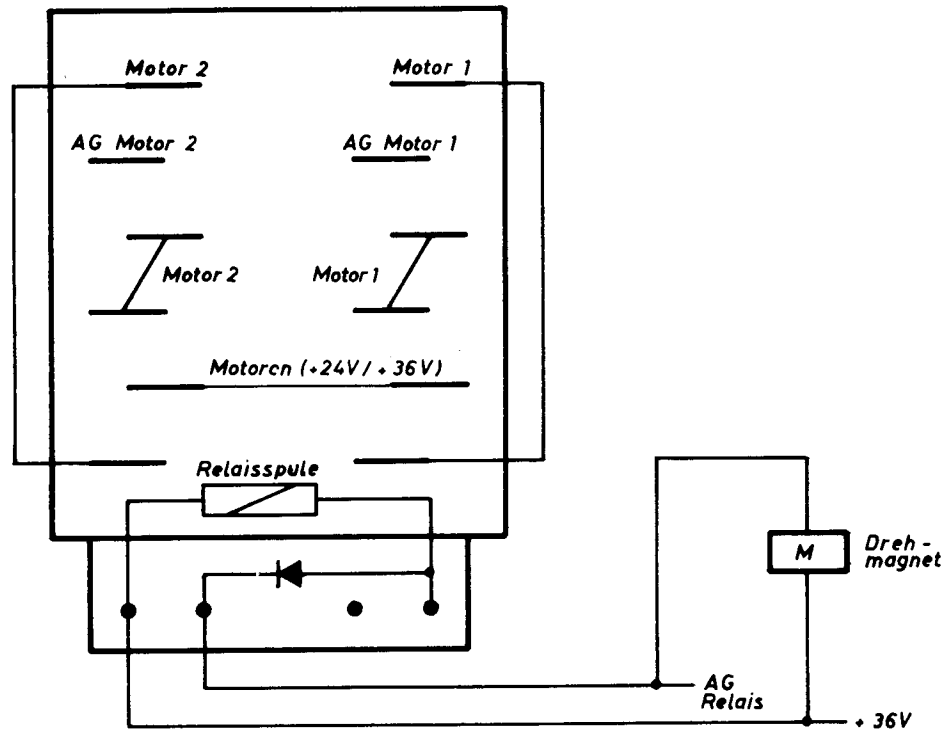 Motor 2
Motor 1
AG Motor 2
AG Motor 1
Motor 2
Motor 1
Motoren (+24V / +36V)
Relaisspule
M
Dreh-
magnet
AG
Relais
+ 36V